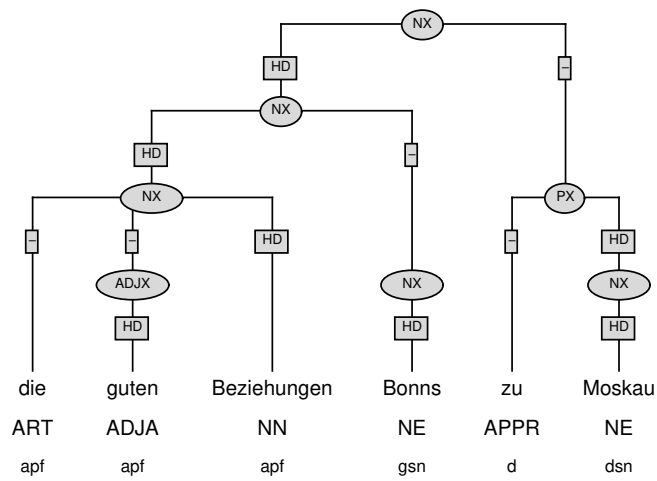 NX
HD –
NX
HD –
NX PX
– – HD – HD
ADJX NX NX
HD HD HD
die guten Beziehungen Bonns zu Moskau
ART ADJA NN NE APPR NE
apf apf apf gsn d dsn